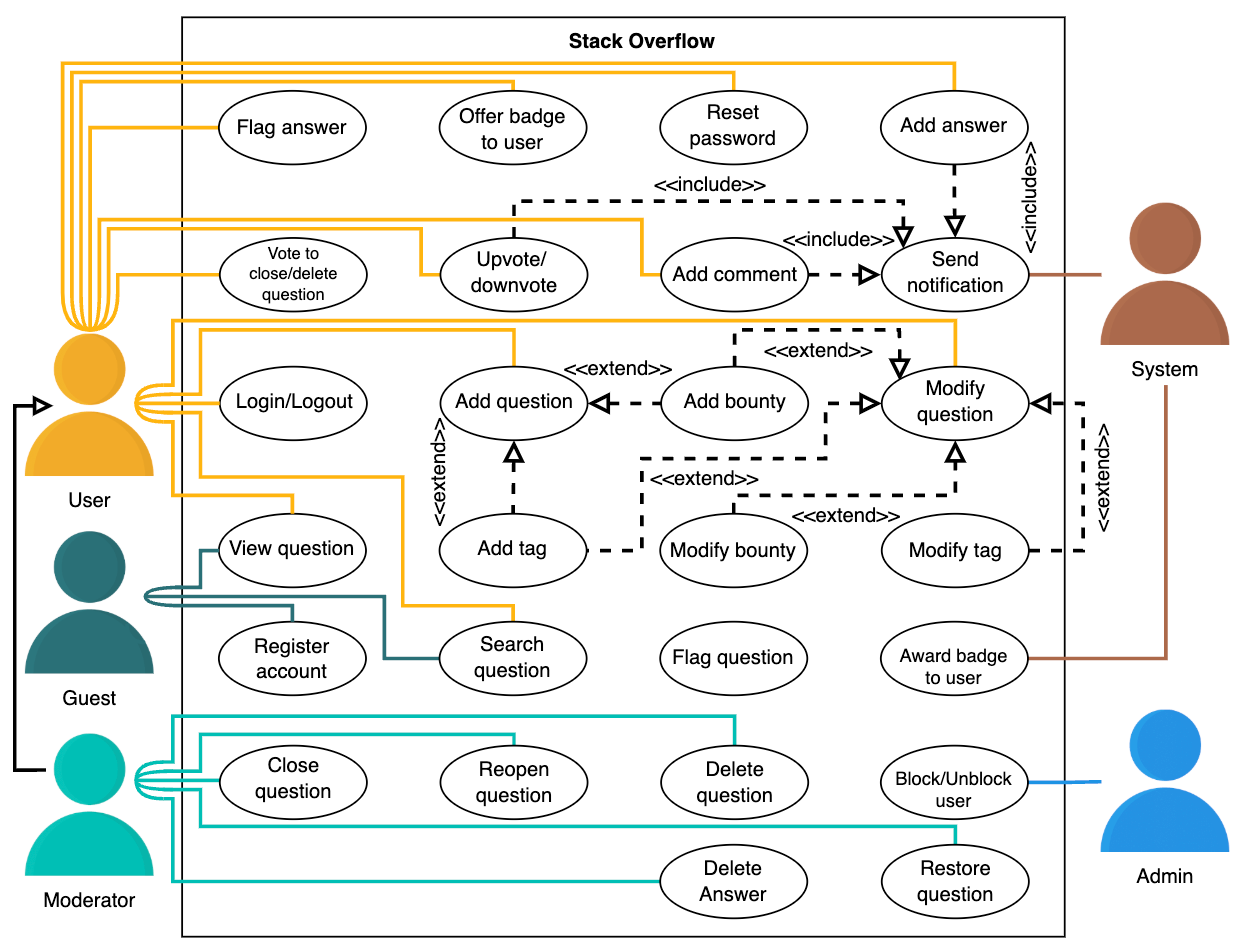 Stack Overflow
Flag answer
Offer badge
to user
Reset
password
Add answer
<<include>>
<<include>>
<<include>>
Vote to
close/delete
question
Upvote/
downvote
Add comment
Send
notification
System
<<extend>>
<<extend>>
Login/Logout
Add question
Add bounty
Modify
question
<<extend>>
<<extend>>
<<extend>>
<<extend>>
User
View question
Add tag
Modify bounty
Modify tag
Guest
Register
account
Search
question
Flag question
Award badge
to user
Close
question
Reopen
question
Delete
question
Block/Unblock
user
Moderator
Delete
Answer
Restore
question
Admin